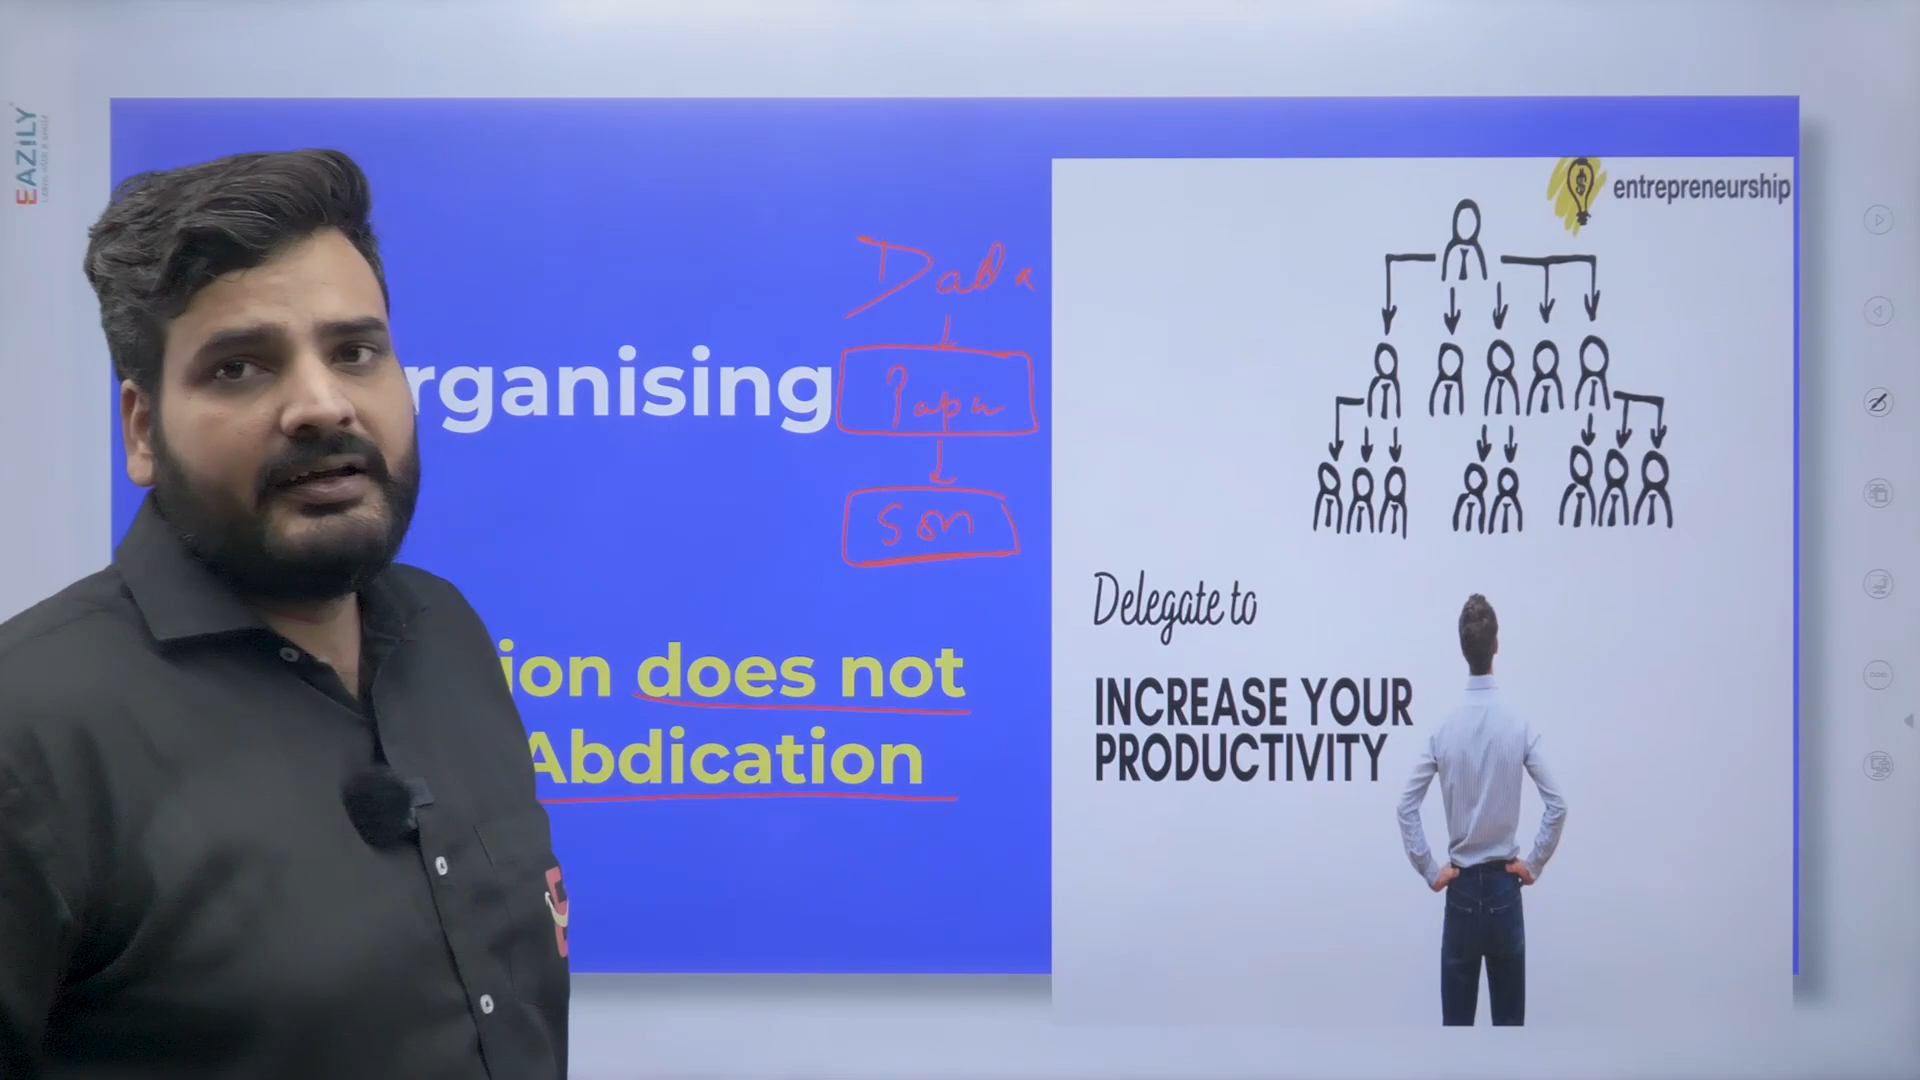 EAZILY
entrepreneurship
Dada
rganising
Papa
Son
ion does not
Abdication
Delegate to
INCREASE YOUR
PRODUCTIVITY